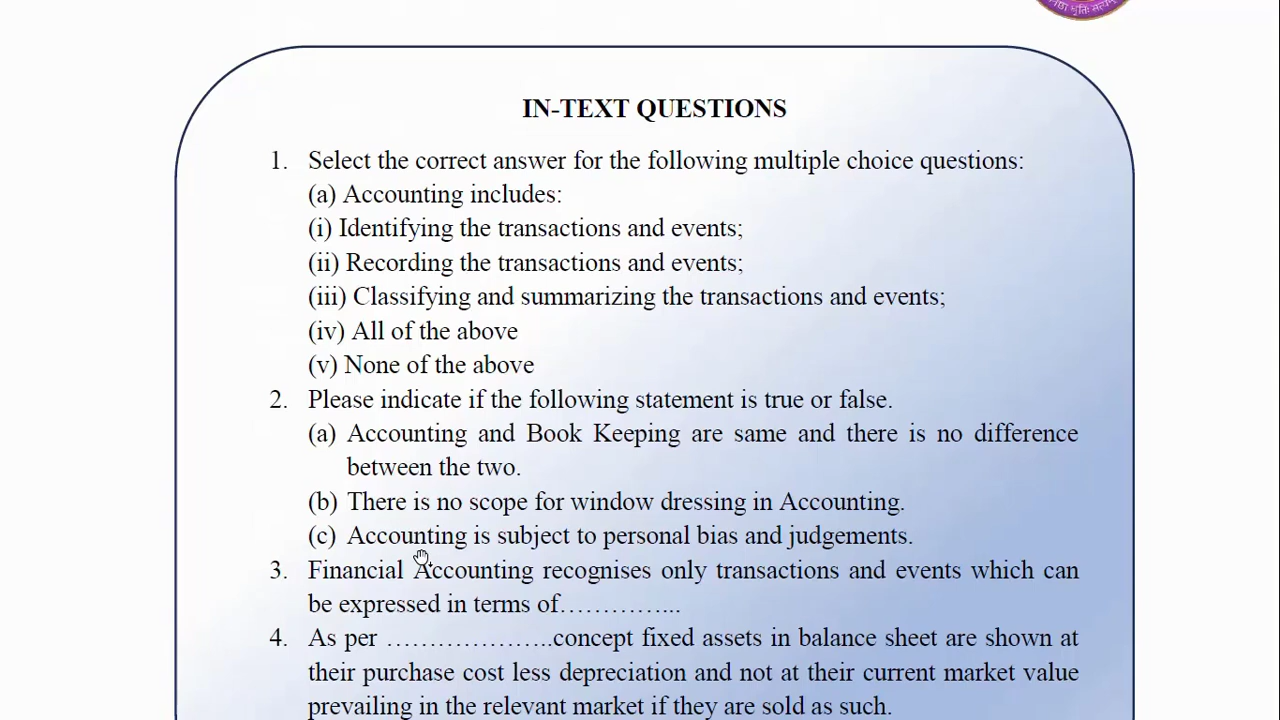 IN-TEXT QUESTIONS
1. Select the correct answer for the following multiple choice questions:
(a) Accounting includes:
(i) Identifying the transactions and events;
(ii) Recording the transactions and events;
(iii) Classifying and summarizing the transactions and events;
(iv) All of the above
(v) None of the above
2. Please indicate if the following statement is true or false.
(a) Accounting and Book Keeping are same and there is no difference
between the two.
(b) There is no scope for window dressing in Accounting.
(c) Accounting is subject to personal bias and judgements.
3. Financial Accounting recognises only transactions and events which can
be expressed in terms of…………...
4. As per ………………..concept fixed assets in balance sheet are shown at
their purchase cost less depreciation and not at their current market value
prevailing in the relevant market if they are sold as such.